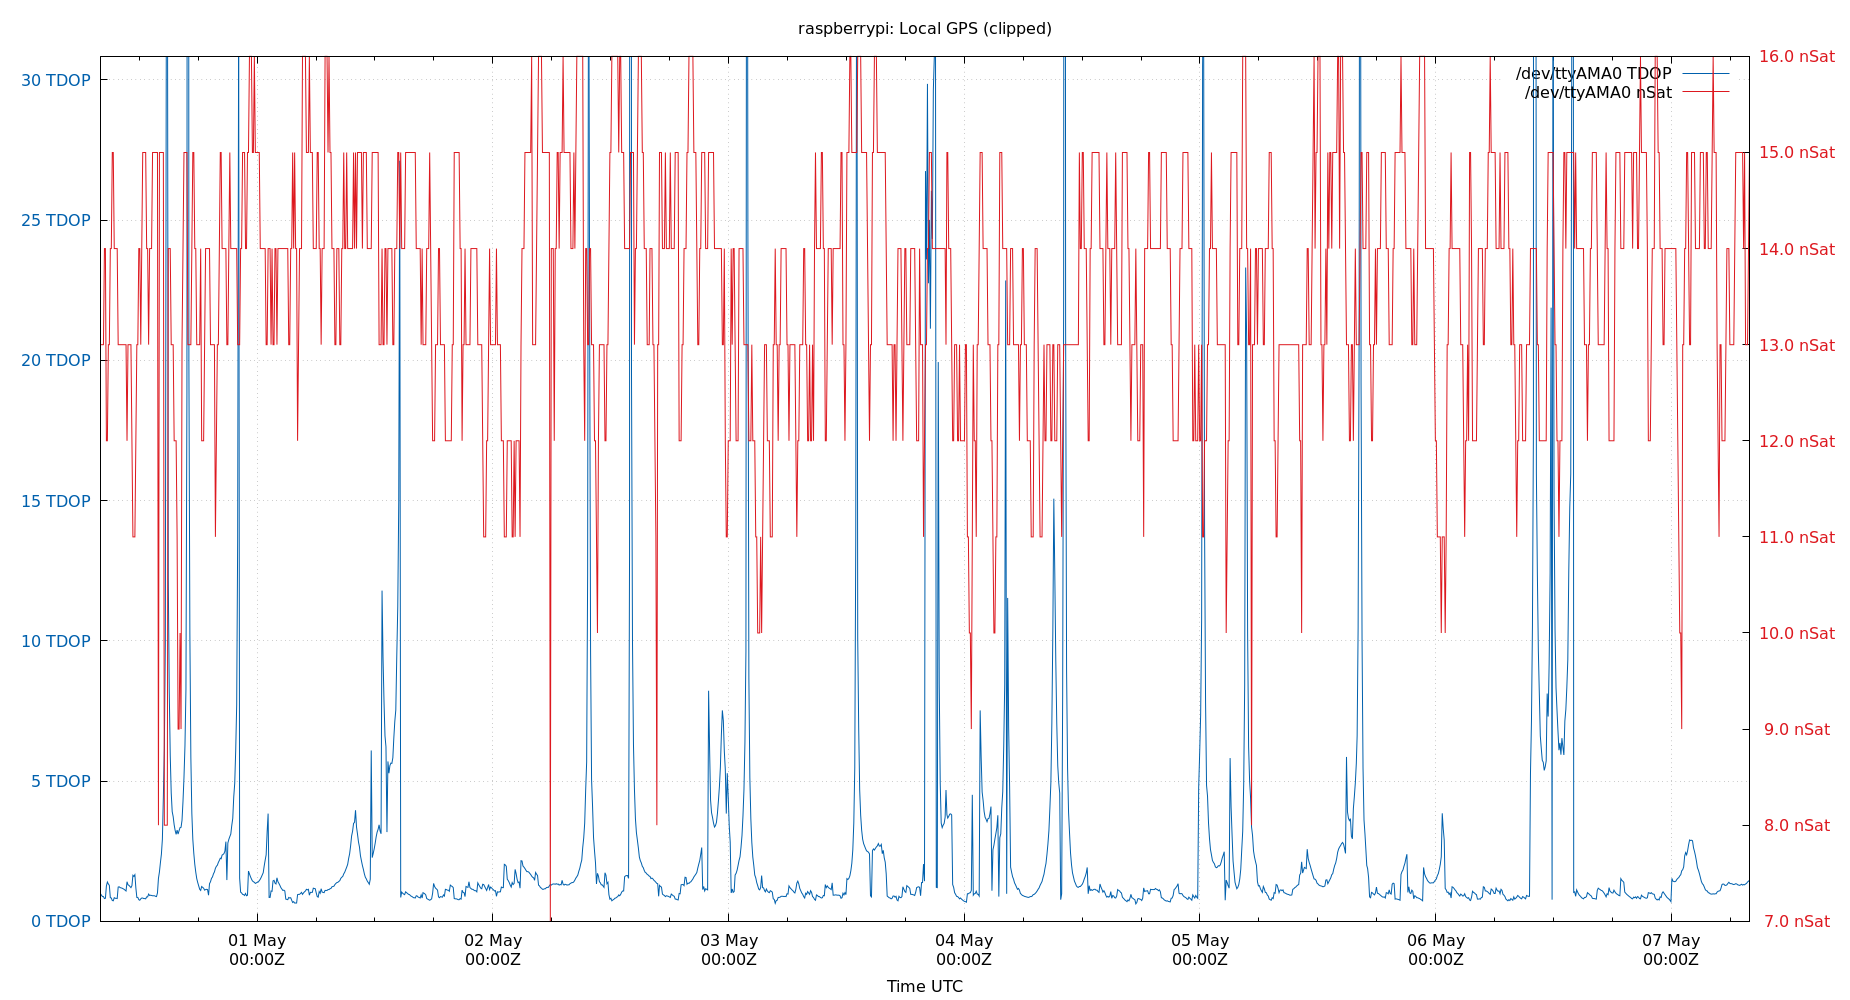 raspberrypi: Local GPS (clipped)
30 TDOP
25 TDOP
20 TDOP
15 TDOP
10 TDOP
5 TDOP
0 TDOP
/dev/ttyAMA0 TDOP
/dev/ttyAMA0 nSat
16.0 nSat
15.0 nSat
14.0 nSat
13.0 nSat
12.0 nSat
11.0 nSat
10.0 nSat
9.0 nSat
8.0 nSat
7.0 nSat
01 May
00:00Z
02 May
00:00Z
03 May
00:00Z
04 May
00:00Z
05 May
00:00Z
06 May
00:00Z
07 May
00:00Z
Time UTC